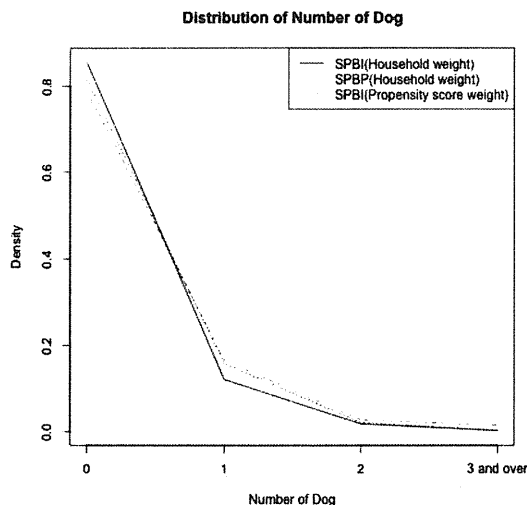 Distribution of Number of Dog
SPBI(Household weight)
SPBP(Household weight)
SPBI(Propensity score weight)
Density
0.8
0.6
0.4
0.2
0.0
0 1 2 3 and over
Number of Dog